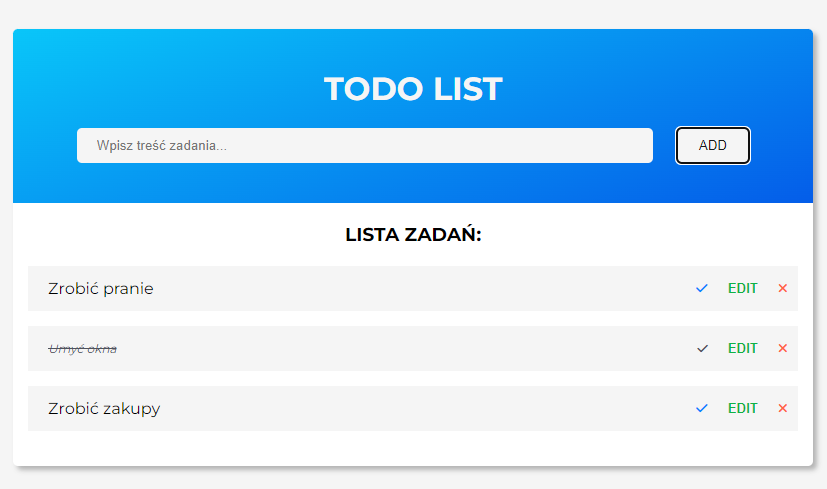 TODO LIST
Wpisz treść zadania...
ADD
LISTA ZADAŃ:
Zrobić pranie
EDIT
Umyć okna
EDIT
Zrobić zakupy
EDIT